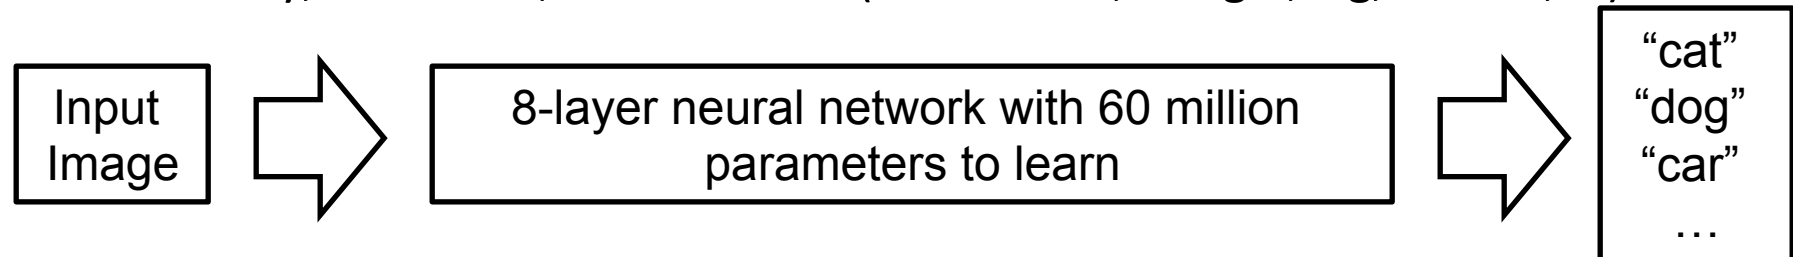 Input
Image
8-layer neural network with 60 million
parameters to learn
“cat”
“dog”
“car”
…